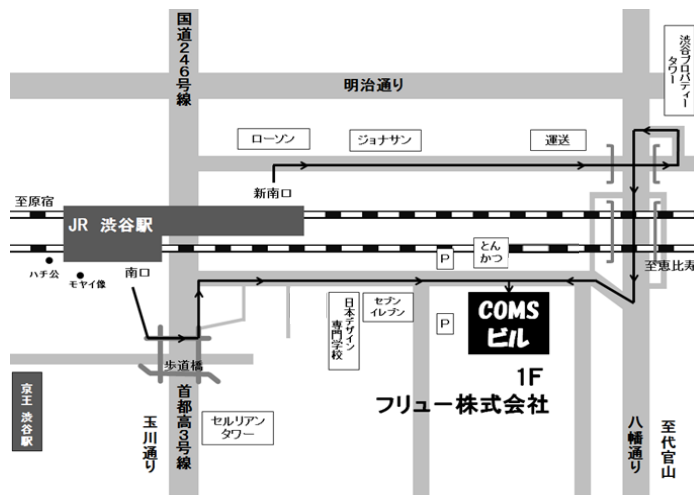 国道246号線
明治通り
渋谷プロパティー
タワー
ローソン
ジョナサン
運送
新南口
至原宿
JR 渋谷駅
とん
かつ
P
ハチ公
モヤイ像
南口
至恵比寿
日本デザイン
専門学校
セブン
イレブン
P
COMS
ビル
歩道橋
1F
フリュー株式会社
京王 渋谷駅
玉川通り
首都高3号線
セルリアン
タワー
八幡通り
至代官山